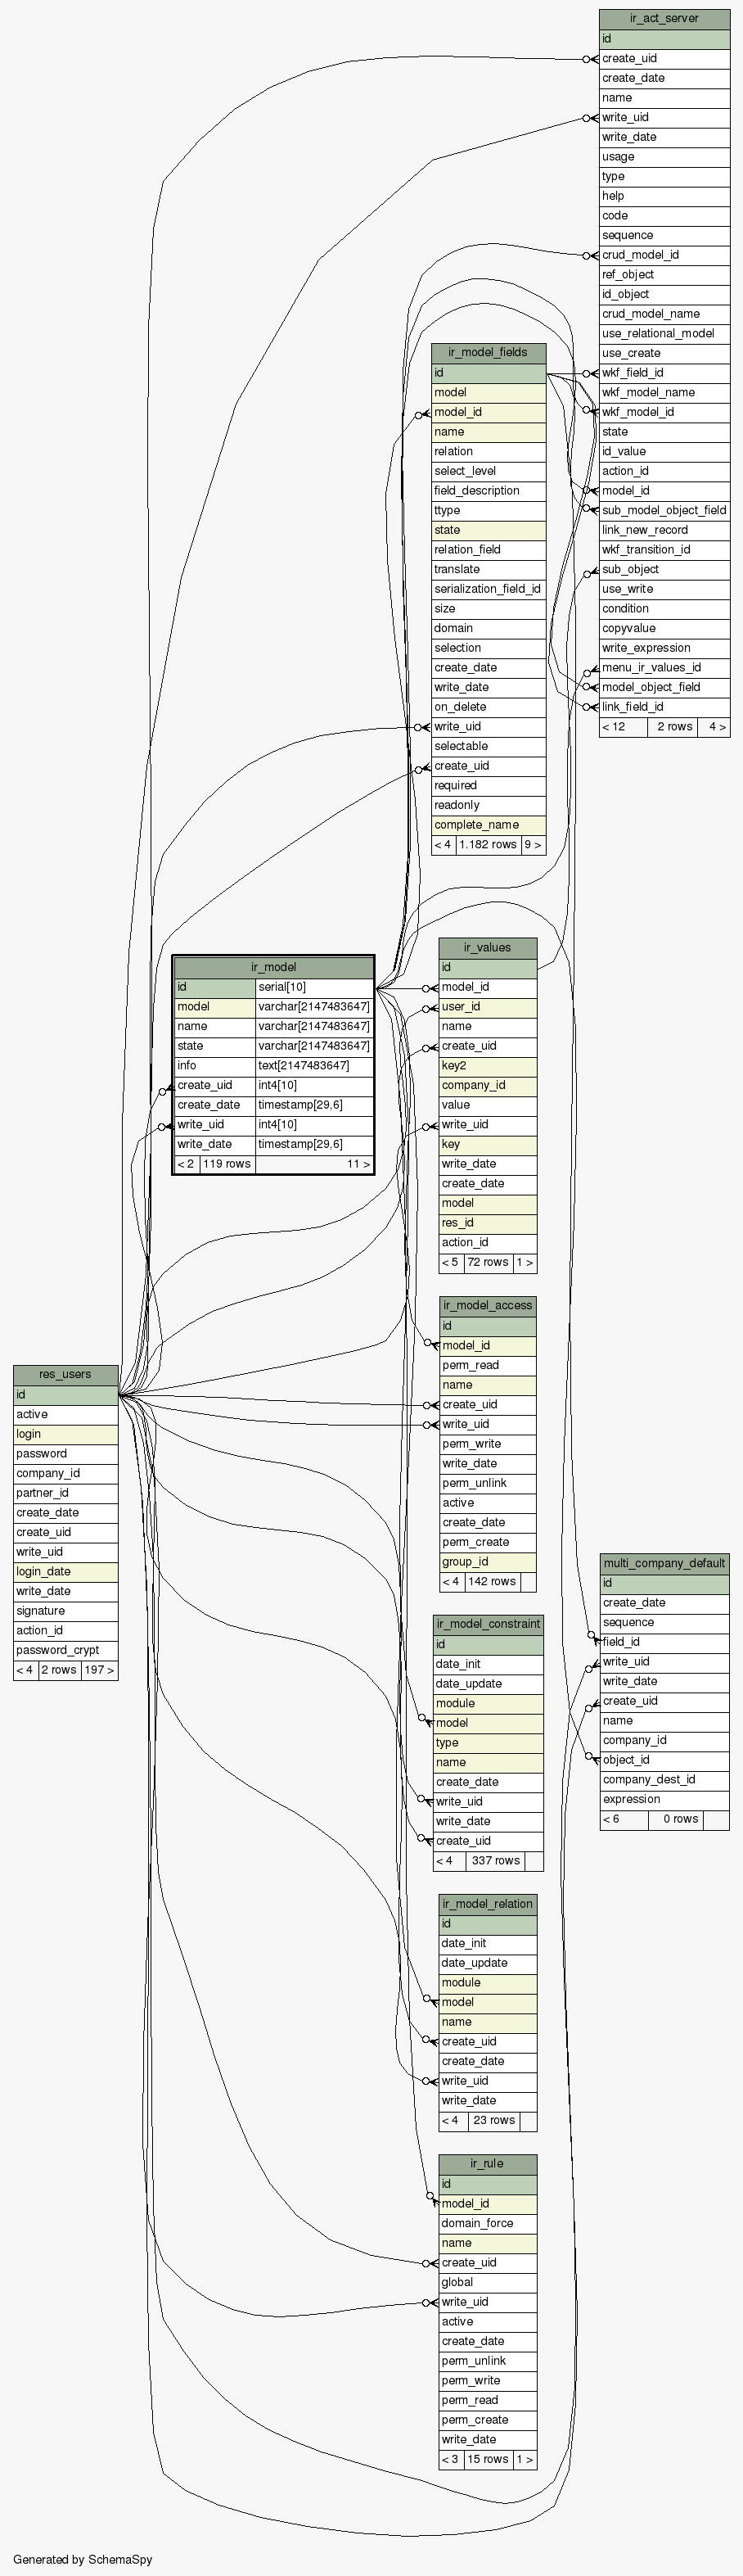 ir_act_server
id
create_uid
create_date
name
write_uid
write_date
usage
type
help
code
sequence
crud_model_id
ref_object
id_object
crud_model_name
use_relational_model
use_create
wkf_field_id
wkf_model_name
wkf_model_id
state
id_value
action_id
model_id
sub_model_object_field
link_new_record
wkf_transition_id
sub_object
use_write
condition
copyvalue
write_expression
menu_ir_values_id
model_object_field
link_field_id
< 12 2 rows 4 >
ir_model_fields
id
model
model_id
name
relation
select_level
field_description
ttype
state
relation_field
translate
serialization_field_id
size
domain
selection
create_date
write_date
on_delete
write_uid
selectable
create_uid
required
readonly
complete_name
< 4 1.182 rows 9 >
ir_model
id serial[10]
model varchar[2147483647]
name varchar[2147483647]
state varchar[2147483647]
info text[2147483647]
create_uid int4[10]
create_date timestamp[29,6]
write_uid int4[10]
write_date timestamp[29,6]
< 2 119 rows 11 >
ir_values
id
model_id
user_id
name
create_uid
key2
company_id
value
write_uid
key
write_date
create_date
model
res_id
action_id
< 5 72 rows 1 >
ir_model_access
id
model_id
perm_read
name
create_uid
write_uid
perm_write
write_date
perm_unlink
active
create_date
perm_create
group_id
< 4 142 rows
res_users
id
active
login
password
company_id
partner_id
create_date
create_uid
write_uid
login_date
write_date
signature
action_id
password_crypt
< 4 2 rows 197 >
multi_company_default
id
create_date
sequence
field_id
write_uid
write_date
create_uid
name
company_id
object_id
company_dest_id
expression
< 6 0 rows
ir_model_constraint
id
date_init
date_update
module
model
type
name
create_date
write_uid
write_date
create_uid
< 4 337 rows
ir_model_relation
id
date_init
date_update
module
model
name
create_uid
create_date
write_uid
write_date
< 4 23 rows
ir_rule
id
model_id
domain_force
name
create_uid
global
write_uid
active
create_date
perm_unlink
perm_write
perm_read
perm_create
write_date
< 3 15 rows 1 >
Generated by SchemaSpy